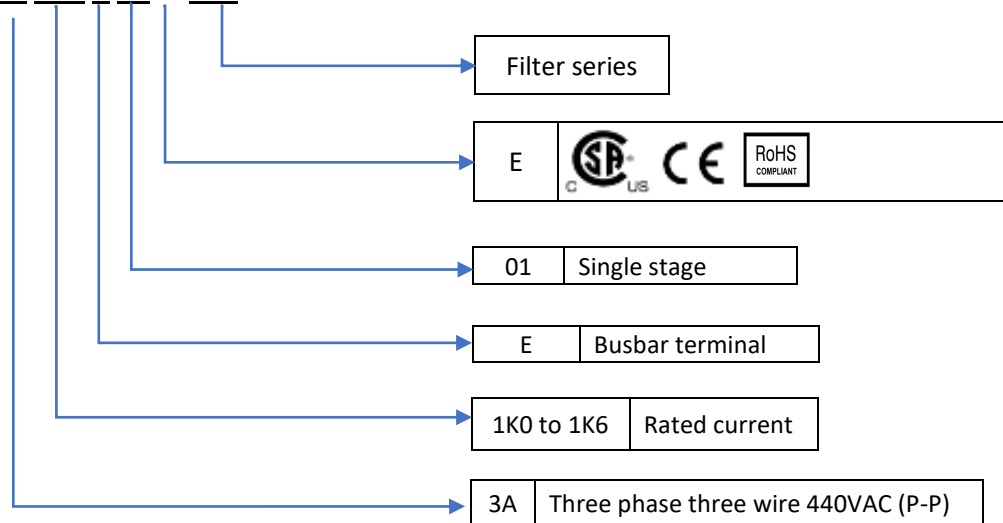 Filter series
E C SA US CE RoHS COMPLIANT
01 Single stage
E Busbar terminal
1K0 to 1K6 Rated current
3A Three phase three wire 440VAC (P-P)